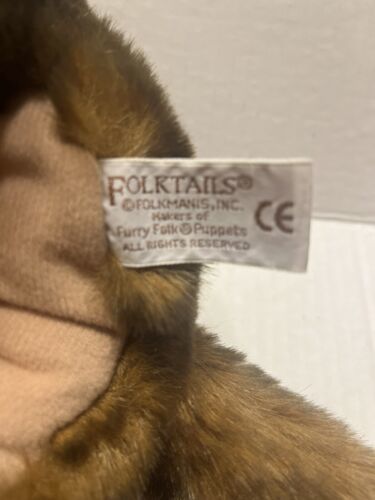 FOLKTAILS®
©FOLKMANIS, INC.
Makers of
Furry Folk®Puppets
ALL RIGHTS RESERVED
CE